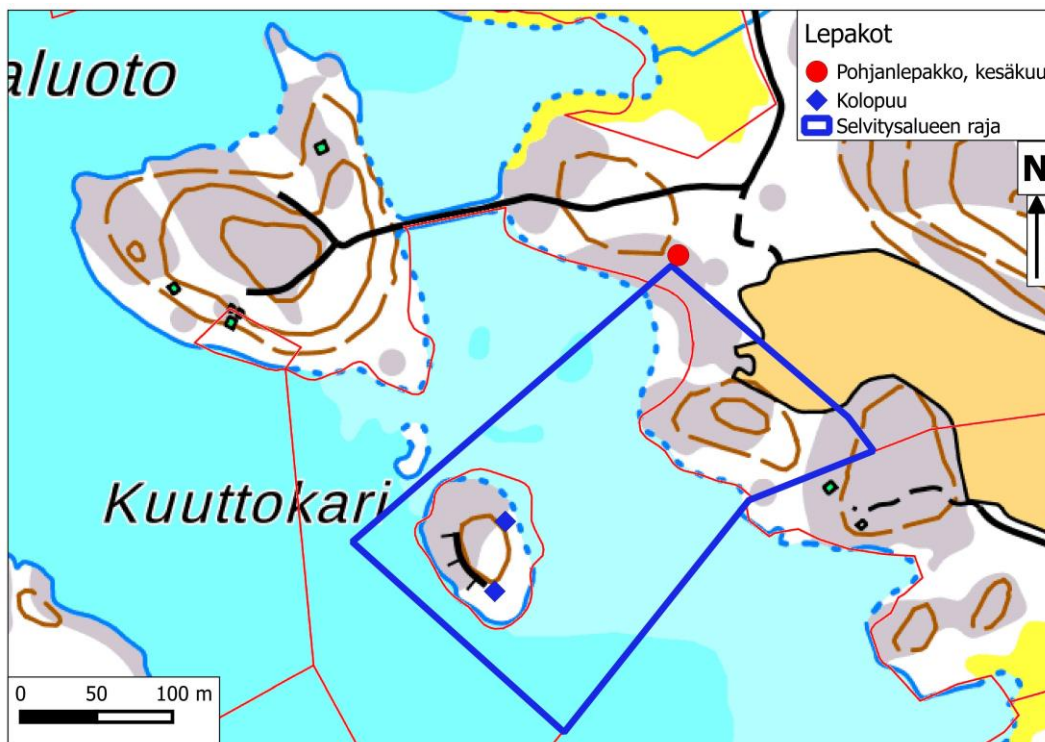 aluoto
Lepakot
Pohjanlepakko, kesäkuu
Kolopuu
Selvitysalueen raja
N
Kuuttokari
0 50 100 m